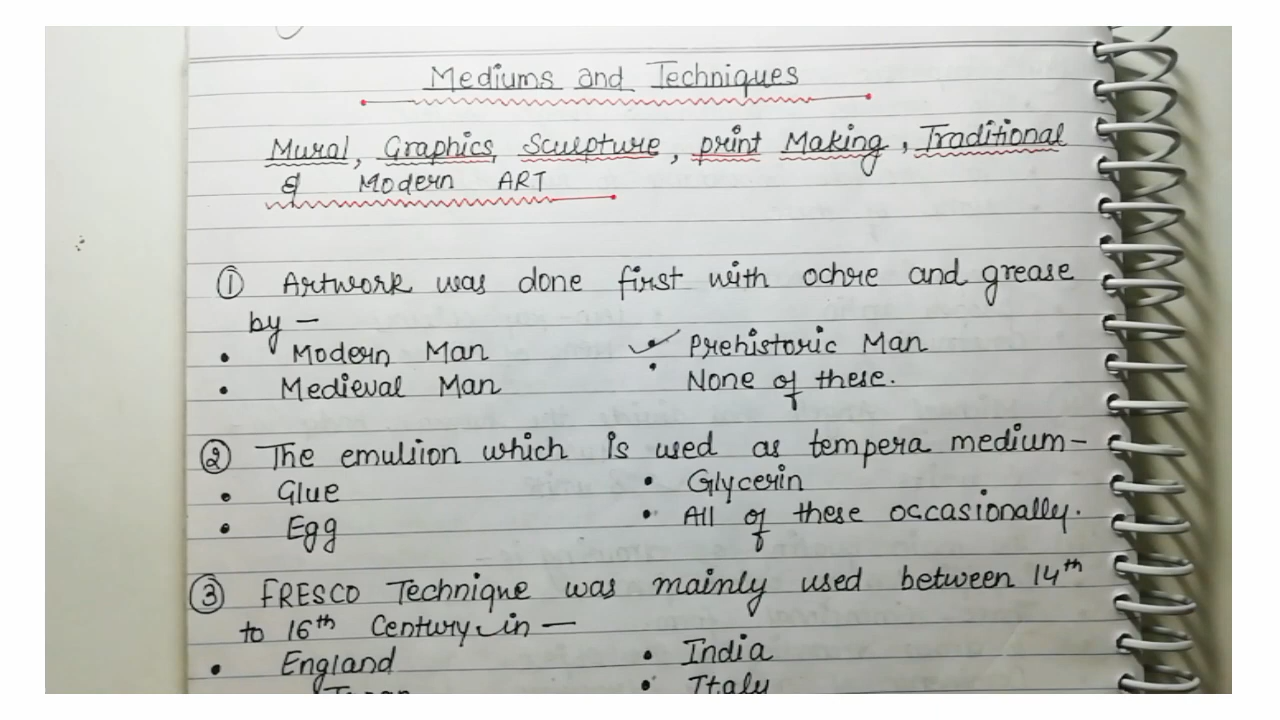 Mediums and Techniques
Mural, Graphics, Sculpture, print Making, Traditional
& Modern ART
① Artwork was done first with ochre and grease
by —
• Modern Man ✓• Prehistoric Man
• Medieval Man • None of these.
② The emulsion which is used as tempera medium—
• Glue • Glycerin
• Egg • All of these occasionally.
③ FRESCO Technique was mainly used between 14th
to 16th Century in —
• England • India
• Italy